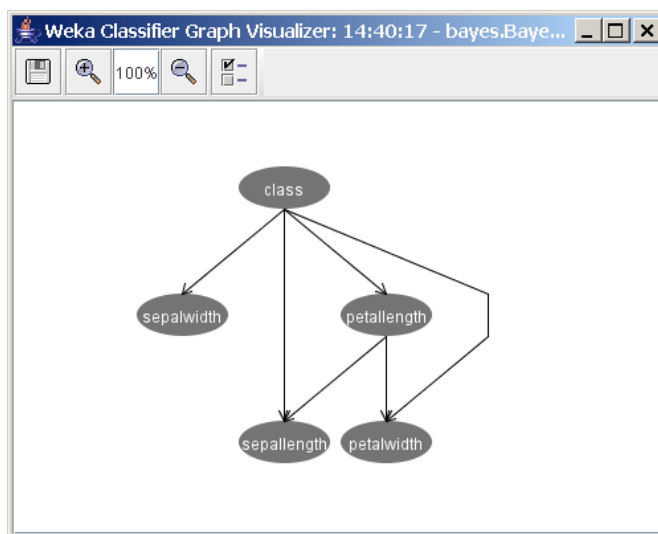 Weka Classifier Graph Visualizer: 14:40:17 - bayes.Baye...
100%
class
sepalwidth petallength
sepallength petalwidth